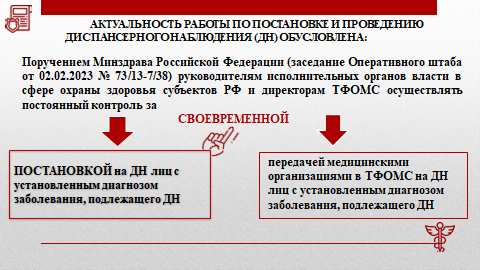 АКТУАЛЬНОСТЬ РАБОТЫ ПО ПОСТАНОВКЕ И ПРОВЕДЕНИЮ
ДИСПАНСЕРНОГО НАБЛЮДЕНИЯ (ДН) ОБУСЛОВЛЕНА:
Поручением Минздрава Российской Федерации (заседание Оперативного штаба
от 02.02.2023 № 73/13-7/38) руководителям исполнительных органов власти в
сфере охраны здоровья субъектов РФ и директорам ТФОМС осуществлять
постоянный контроль за
СВОЕВРЕМЕННОЙ
ПОСТАНОВКОЙ на ДН лиц с
установленным диагнозом
заболевания, подлежащего ДН
передачей медицинскими
организациями в ТФОМС на ДН
лиц с установленным диагнозом
заболевания, подлежащего ДН